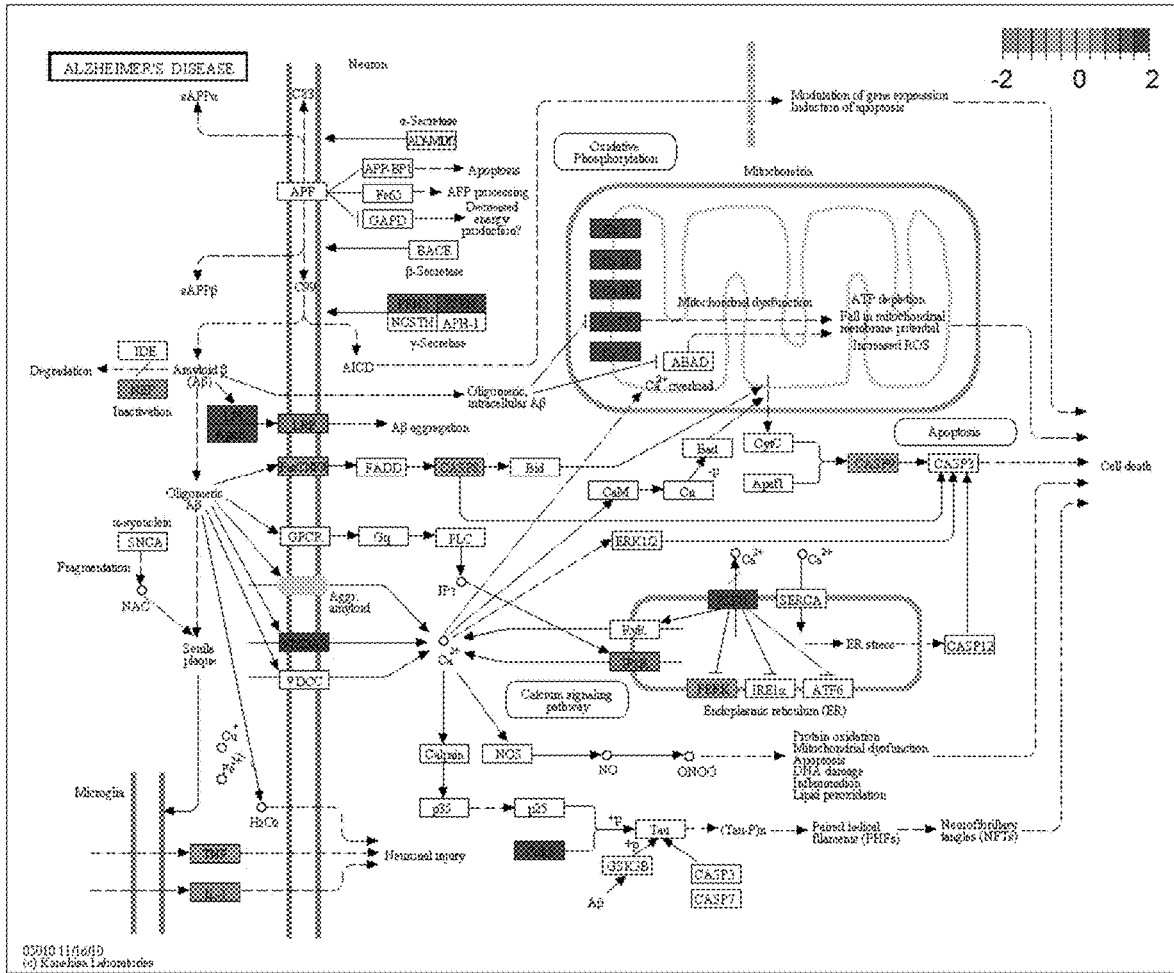 ALZHEIMER'S DISEASE
Neuron
-2 0 2
sAPPα
C83
α-Secretase
Modulation of gene expression
Induction of apoptosis
Oxidative
Phosphorylation
Mitochondria
APP-BP1
Apoptosis
APP
Fe65
APP processing
GAPD
Decreased
energy
production?
BACE
β-Secretase
sAPPβ
C99
NCSTN
APH-1
γ-Secretase
Mitochondrial dysfunction
ATP depletion
Fall in mitochondrial
membrane potential
Increased ROS
ABAD
IDE
Degradation
Amyloid β
(Aβ)
AICD
Inactivation
Oligomeric,
intracellular Aβ
Ca2+ overload
Aβ aggregation
FADD
Bid
Bad
CytC
Apoptosis
CASP9
CASP3
Cell death
Oligomeric
Aβ
CaM
Cn
-p
Apaf1
α-synuclein
SNCA
GPCR
Gq
PLC
ERK1/2
Fragmentation
NAC
Aggr.
amyloid
IP3
Ca2+
Ca2+
SERCA
RyR
Senile
plaque
Ca2+
ER stress
CASP12
VDCC
Calcium signaling
pathway
PERK
IRE1α
ATF6
Endoplasmic reticulum (ER)
Calpain
NOS
NO
ONOO
Protein oxidation
Mitochondrial dysfunction
Apoptosis
DNA damage
Inflammation
Lipid peroxidation
Microglia
H2O2
p35
p25
+p
Tau
(Tau-P)n
Paired helical
filaments (PHFs)
Neurofibrillary
tangles (NFTs)
Neuronal injury
+p
GSK3B
CASP3
CASP7
Aβ
05010 11/16/10
(c) Kanehisa Laboratories